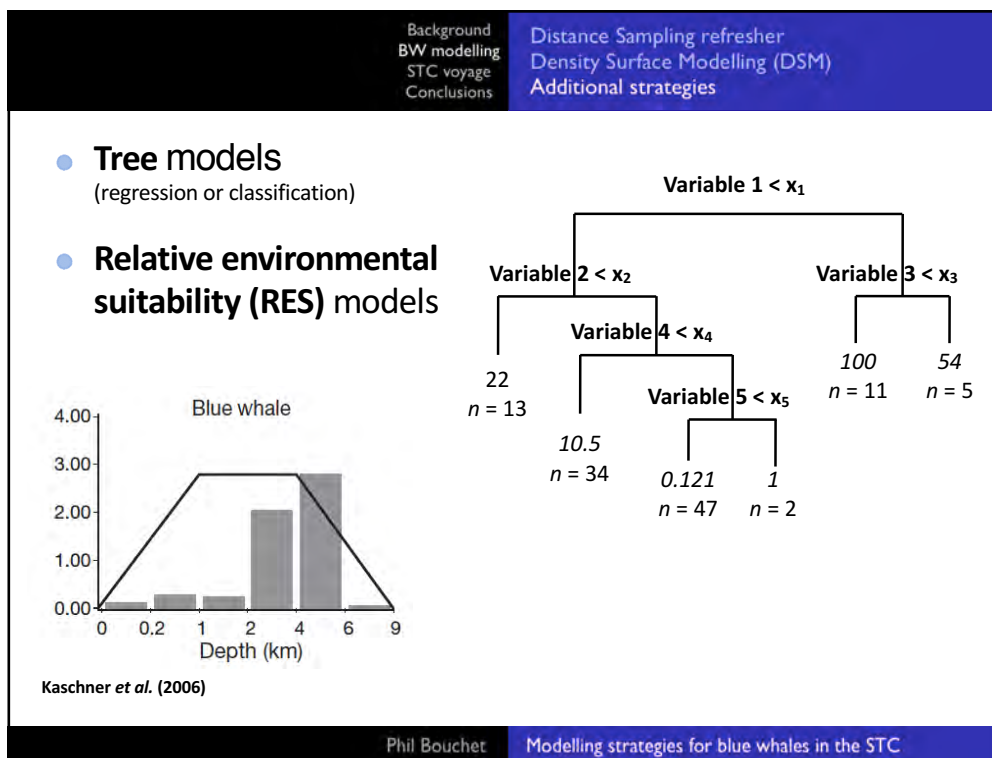 Background
BW modelling
STC voyage
Conclusions
Distance Sampling refresher
Density Surface Modelling (DSM)
Additional strategies
Tree models
(regression or classification)
Relative environmental
suitability (RES) models
Variable 1 < x₁
Variable 2 < x₂
Variable 3 < x₃
Variable 4 < x₄
Variable 5 < x₅
22
n = 13
10.5
n = 34
0.121
n = 47
1
n = 2
100
n = 11
54
n = 5
Blue whale
4.00
3.00
2.00
1.00
0.00
0 0.2 1 2 4 6 9
Depth (km)
Kaschner et al. (2006)
Phil Bouchet
Modelling strategies for blue whales in the STC